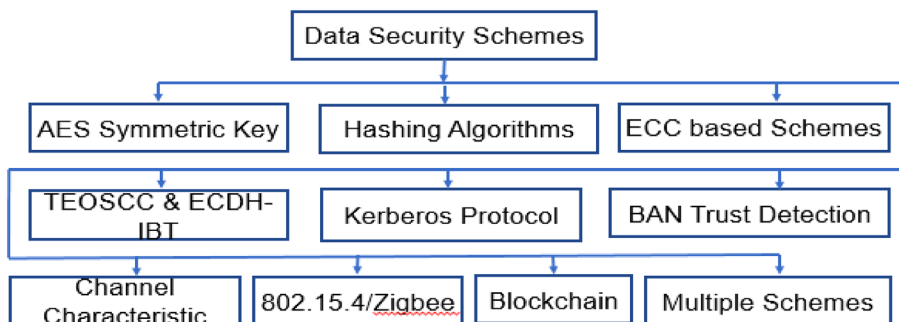 Data Security Schemes
AES Symmetric Key
Hashing Algorithms
ECC based Schemes
TEOSCC & ECDH-
IBT
Kerberos Protocol
BAN Trust Detection
Channel
Characteristic
802.15.4/Zigbee
Blockchain
Multiple Schemes